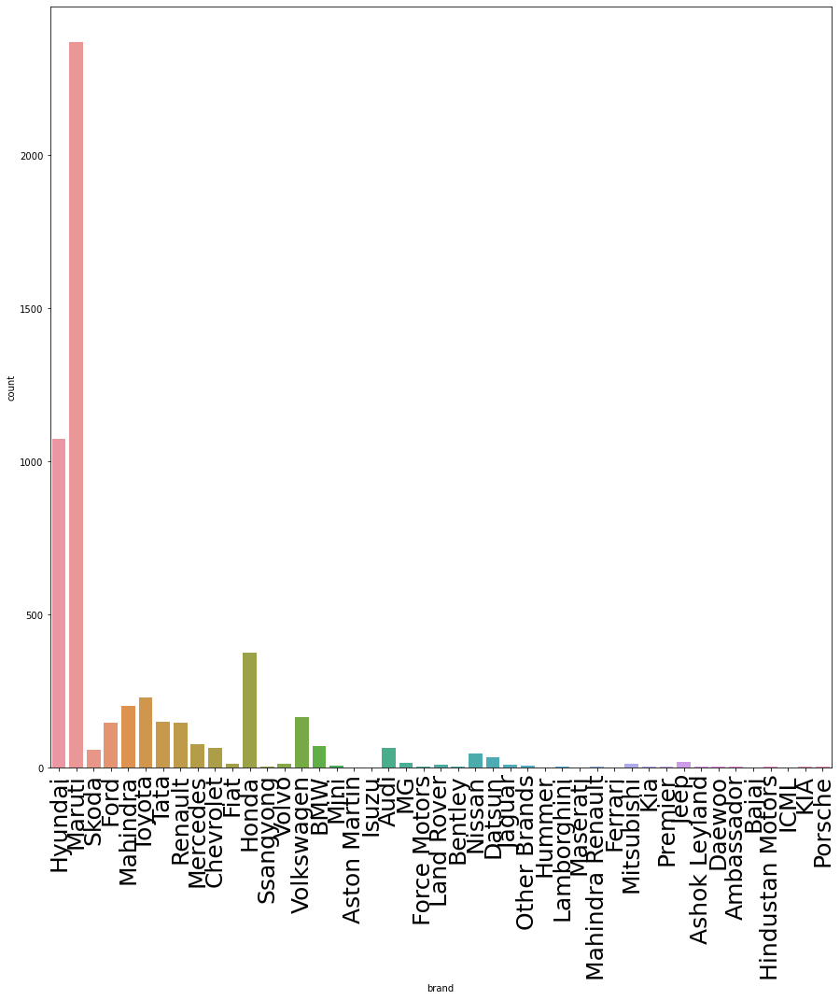 2000
1500
1000
500
0
count
Hyundai
Maruti
Skoda
Ford
Mahindra
Toyota
Tata
Renault
Mercedes
Chevrolet
Fiat
Honda
Ssangyong
Volvo
Volkswagen
BMW
Mini
Aston Martin
Isuzu
Audi
MG
Force Motors
Land Rover
Bentley
Nissan
Datsun
Jaguar
Other Brands
Hummer
Lamborghini
Maserati
Mahindra Renault
Ferrari
Mitsubishi
Kia
Premier
Jeep
Ashok Leyland
Daewoo
Ambassador
Bajaj
Hindustan Motors
ICML
KIA
Porsche
brand